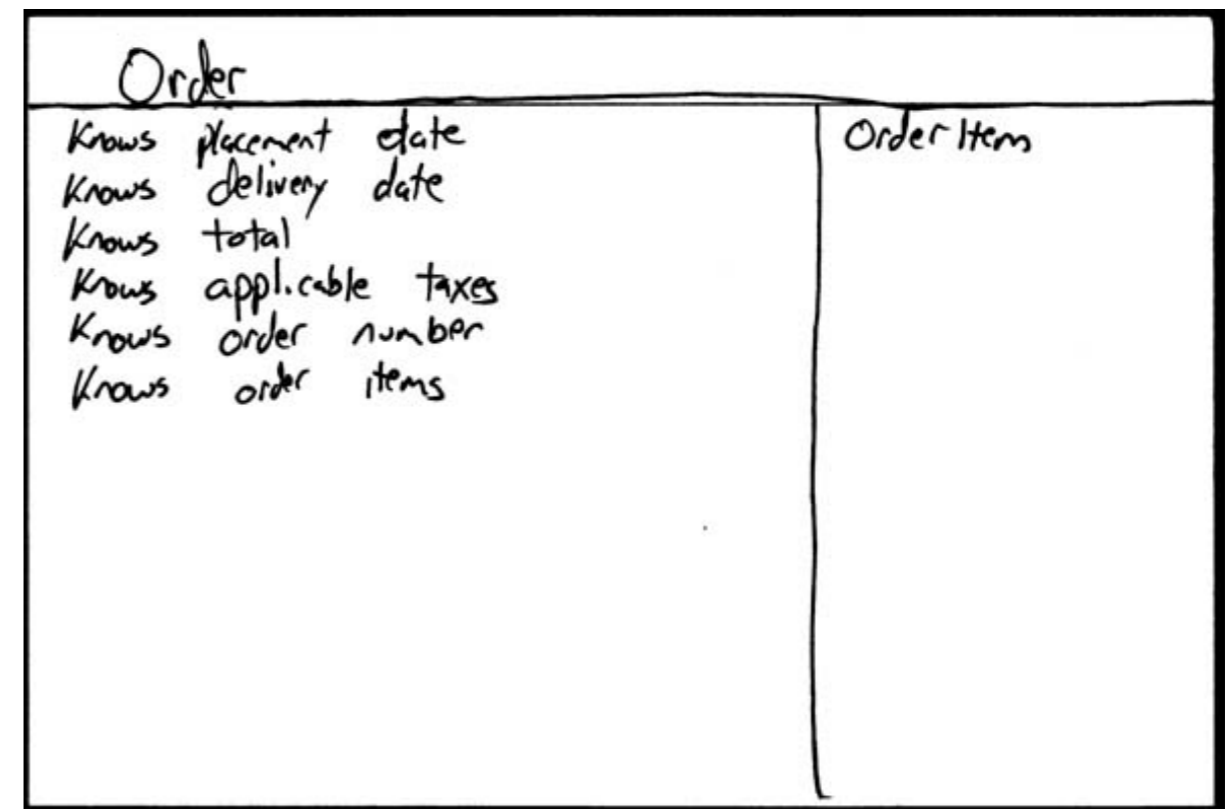 Order
Knows placement date
Knows delivery date
Knows total
Knows applicable taxes
Knows order number
Knows order items
Order Item